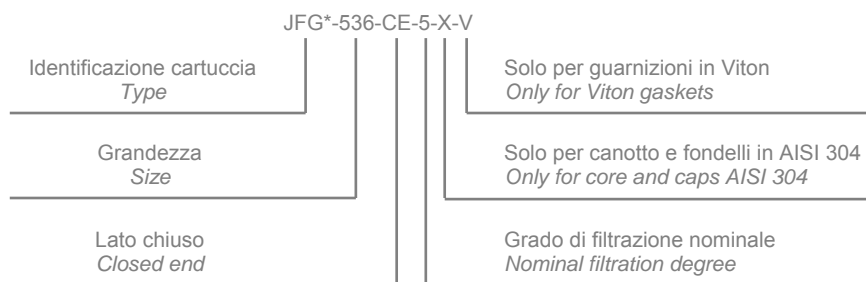 JFG*-536-CE-5-X-V
Identificazione cartuccia
Type
Solo per guarnizioni in Viton
Only for Viton gaskets
Grandezza
Size
Solo per canotto e fondelli in AISI 304
Only for core and caps AISI 304
Lato chiuso
Closed end
Grado di filtrazione nominale
Nominal filtration degree